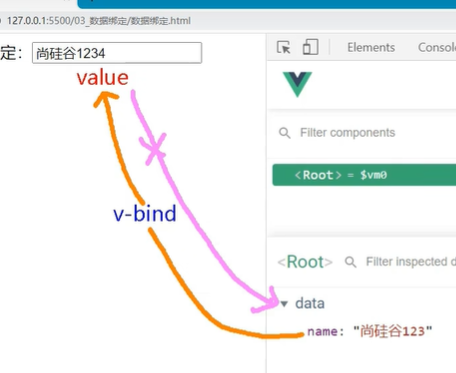 127.0.0.1:5500/03_数据绑定/数据绑定.html
定：
尚硅谷1234
value
v-bind
Elements
Filter components
<Root> = $vm0
<Root>
Filter inspected d
data
name: "尚硅谷123"